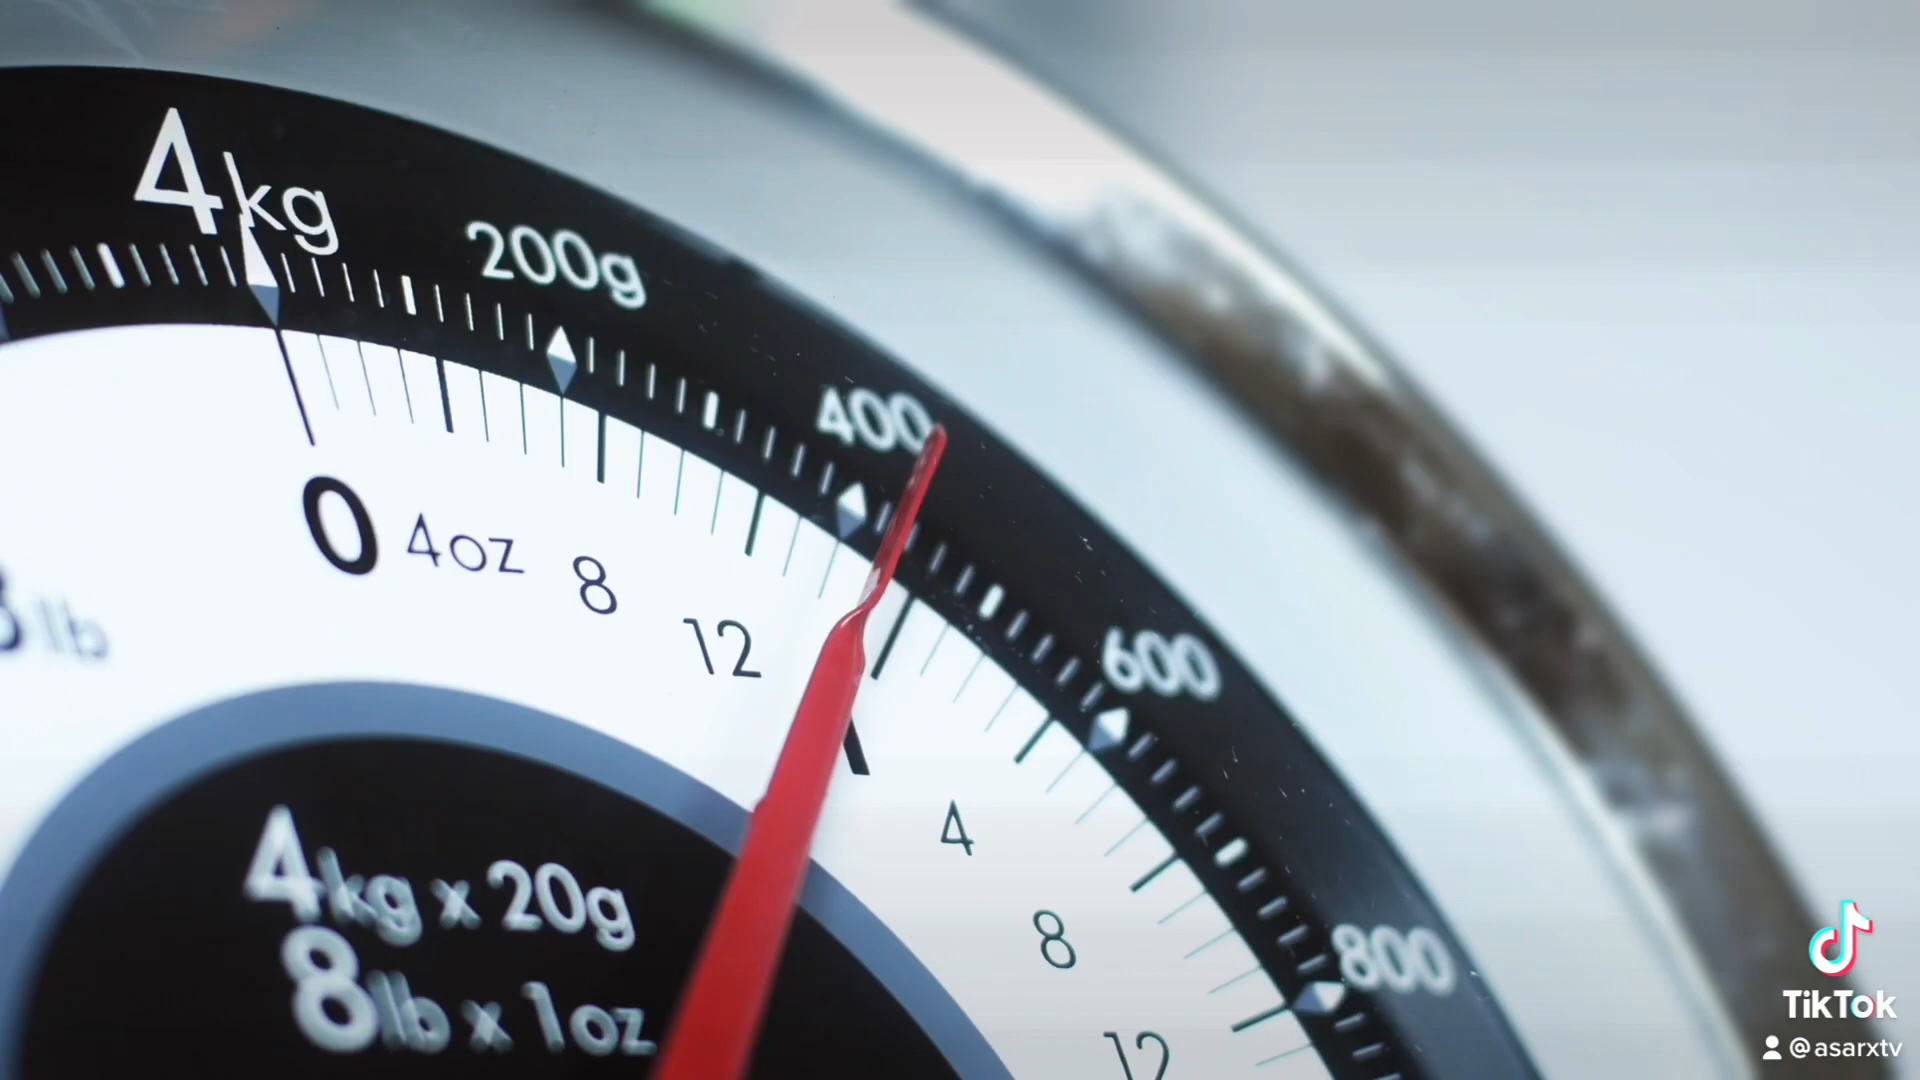 4kg
200g
400
600
800
0 4oz 8 12
4
8
12
lb
4kg x 20g
8lb x 1oz
TikTok
@asarxtv